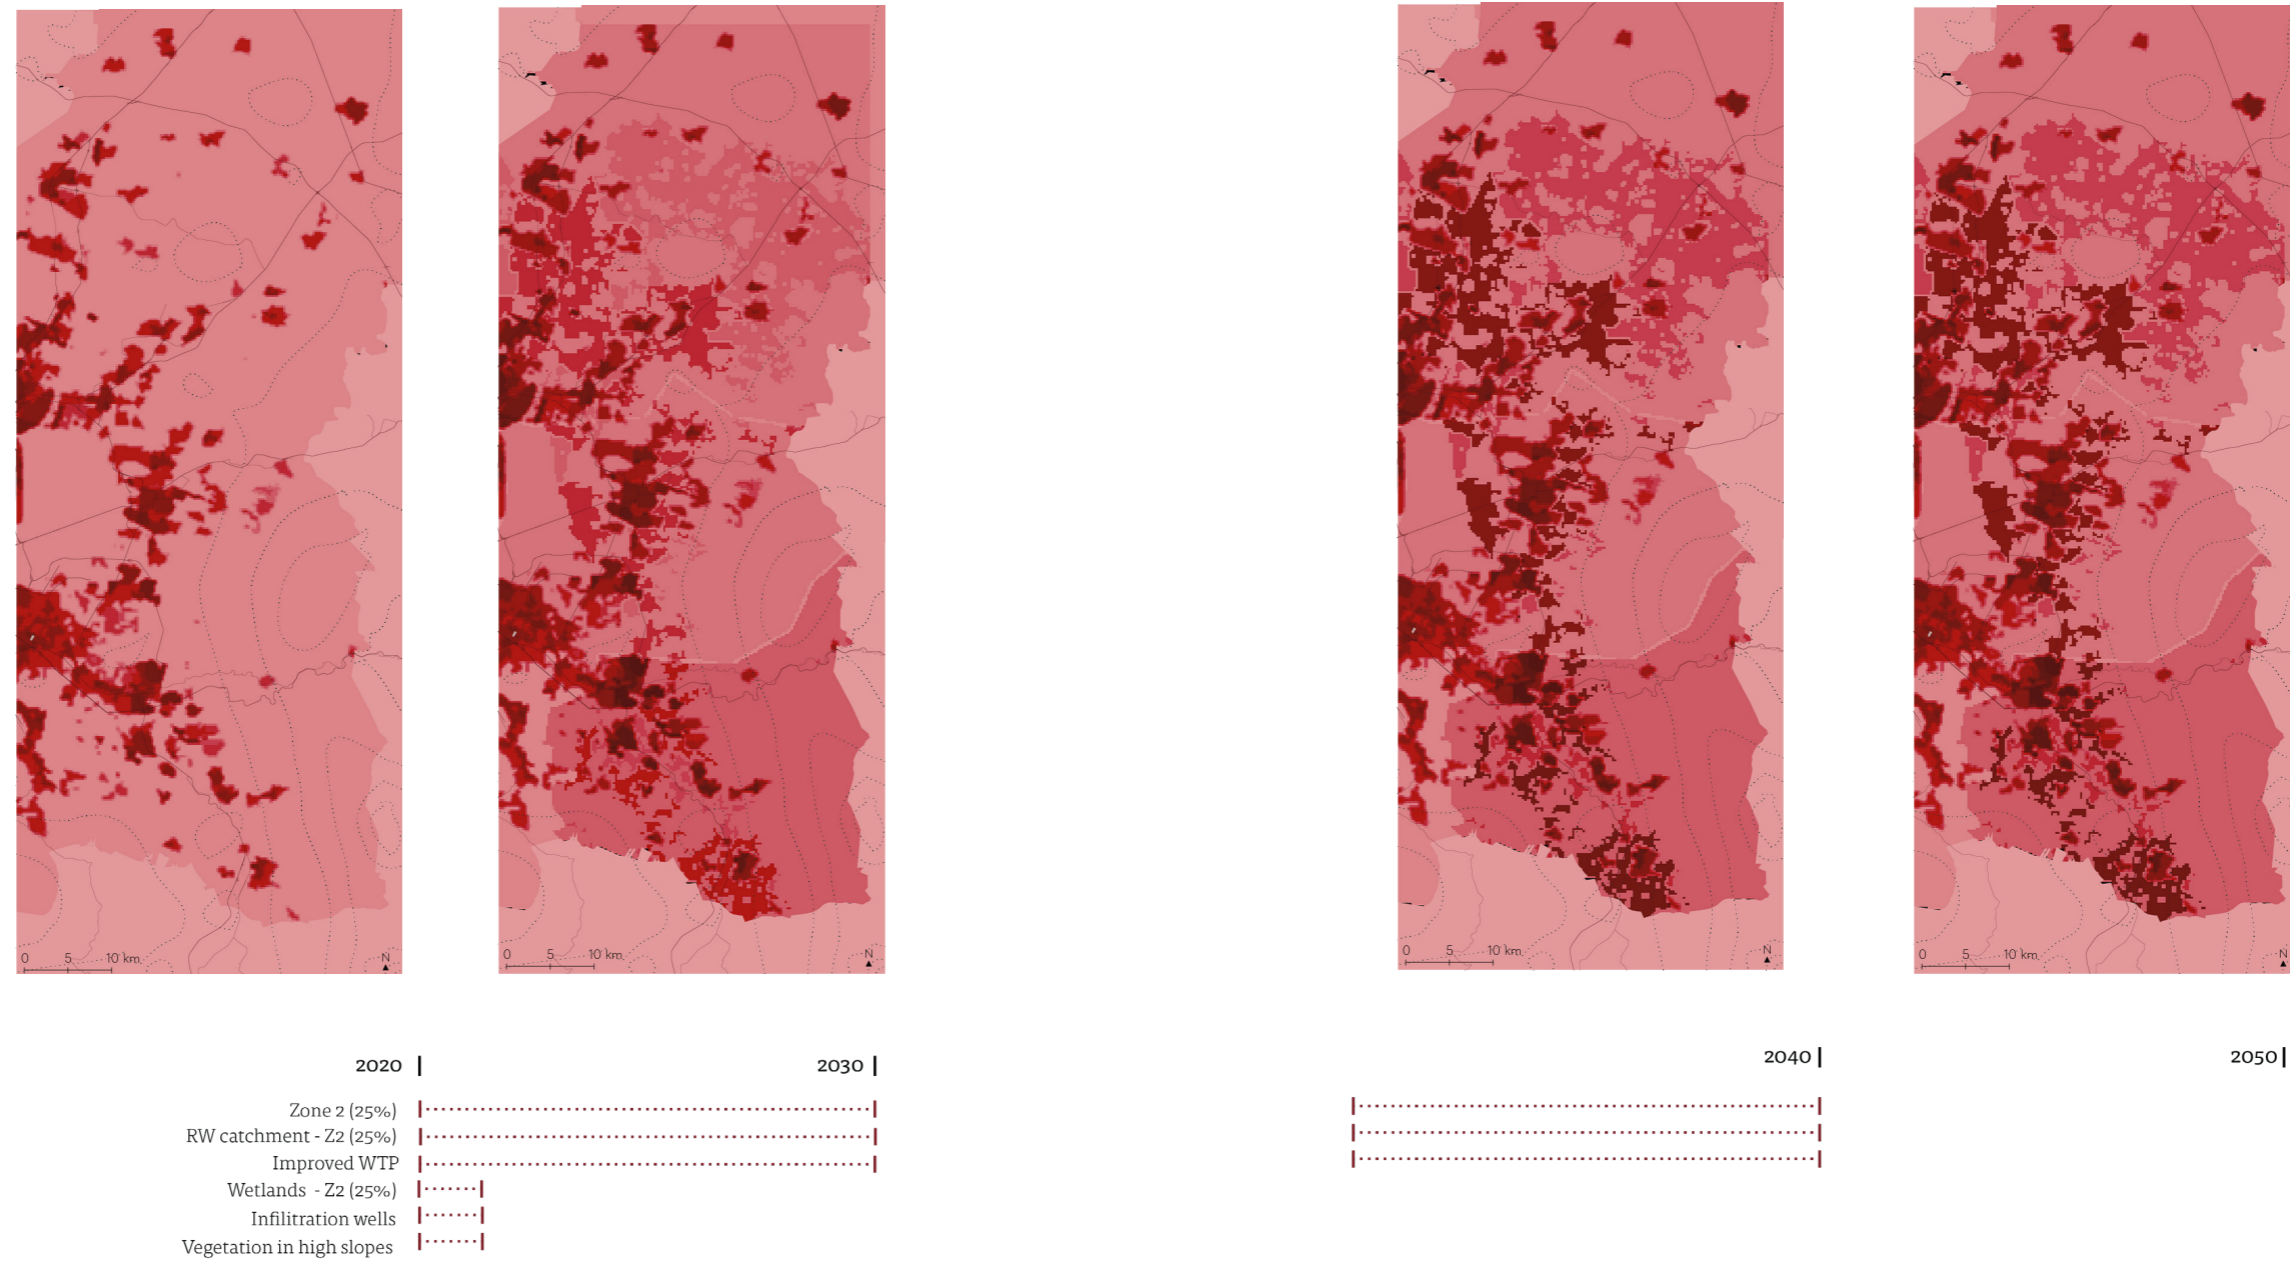 0 5 10 km N
0 5 10 km N
0 5 10 km N
0 5 10 km N
2020
2030
2040
2050
Zone 2 (25%)
RW catchment - Z2 (25%)
Improved WTP
Wetlands - Z2 (25%)
Infilitration wells
Vegetation in high slopes